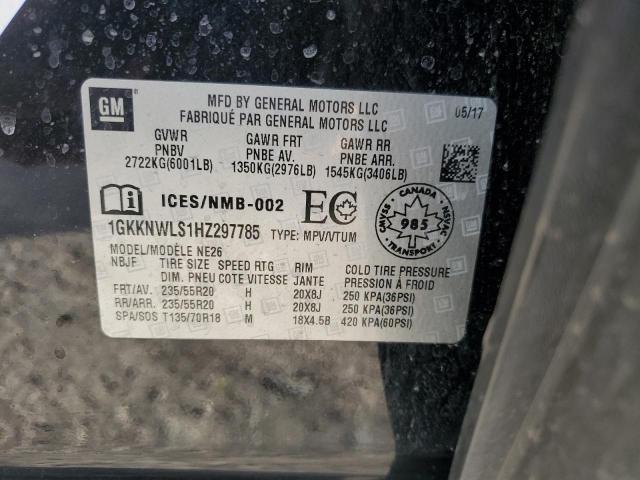 GM
MFD BY GENERAL MOTORS LLC 05/17
FABRIQUÉ PAR GENERAL MOTORS LLC
GVWR GAWR FRT GAWR RR
PNBV PNBE AV. PNBE ARR.
2722KG(6001LB) 1350KG(2976LB) 1545KG(3406LB)
i ICES/NMB-002 EC CANADA 985 TRANSPORT CMVSS NSVAC
1GKKNWLS1HZ297785 TYPE: MPV/VTUM
MODEL/MODÈLE NE26
NBJF TIRE SIZE SPEED RTG RIM COLD TIRE PRESSURE
DIM. PNEU COTE VITESSE JANTE PRESSION À FROID
FRT/AV. 235/55R20 H 20X8J 250 KPA(36PSI)
RR/ARR. 235/55R20 H 20X8J 250 KPA(36PSI)
SPA/SOS T135/70R18 M 18X4.5B 420 KPA(60PSI)